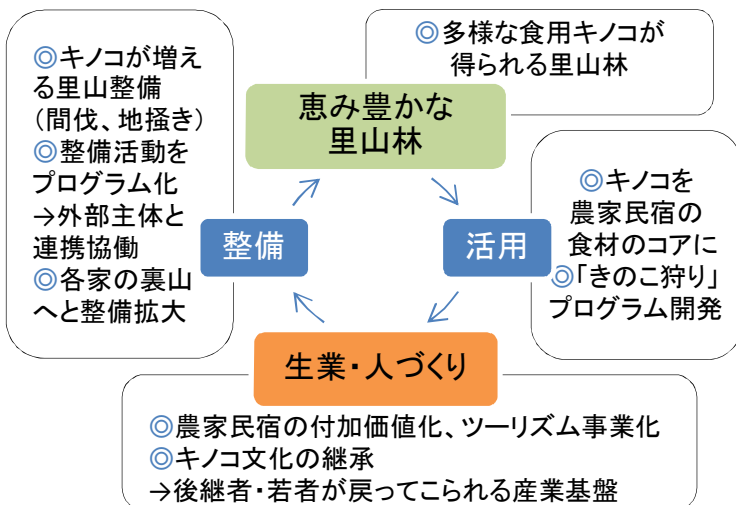 ◎キノコが増え
る里山整備
（間伐、地掻き）
◎整備活動を
プログラム化
→外部主体と
連携協働
◎各家の裏山
へと整備拡大
◎多様な食用キノコが
得られる里山林
恵み豊かな
里山林
整備
活用
◎キノコを
農家民宿の
食材のコアに
◎「きのこ狩り」
プログラム開発
生業・人づくり
◎農家民宿の付加価値化、ツーリズム事業化
◎キノコ文化の継承
→後継者・若者が戻ってこられる産業基盤